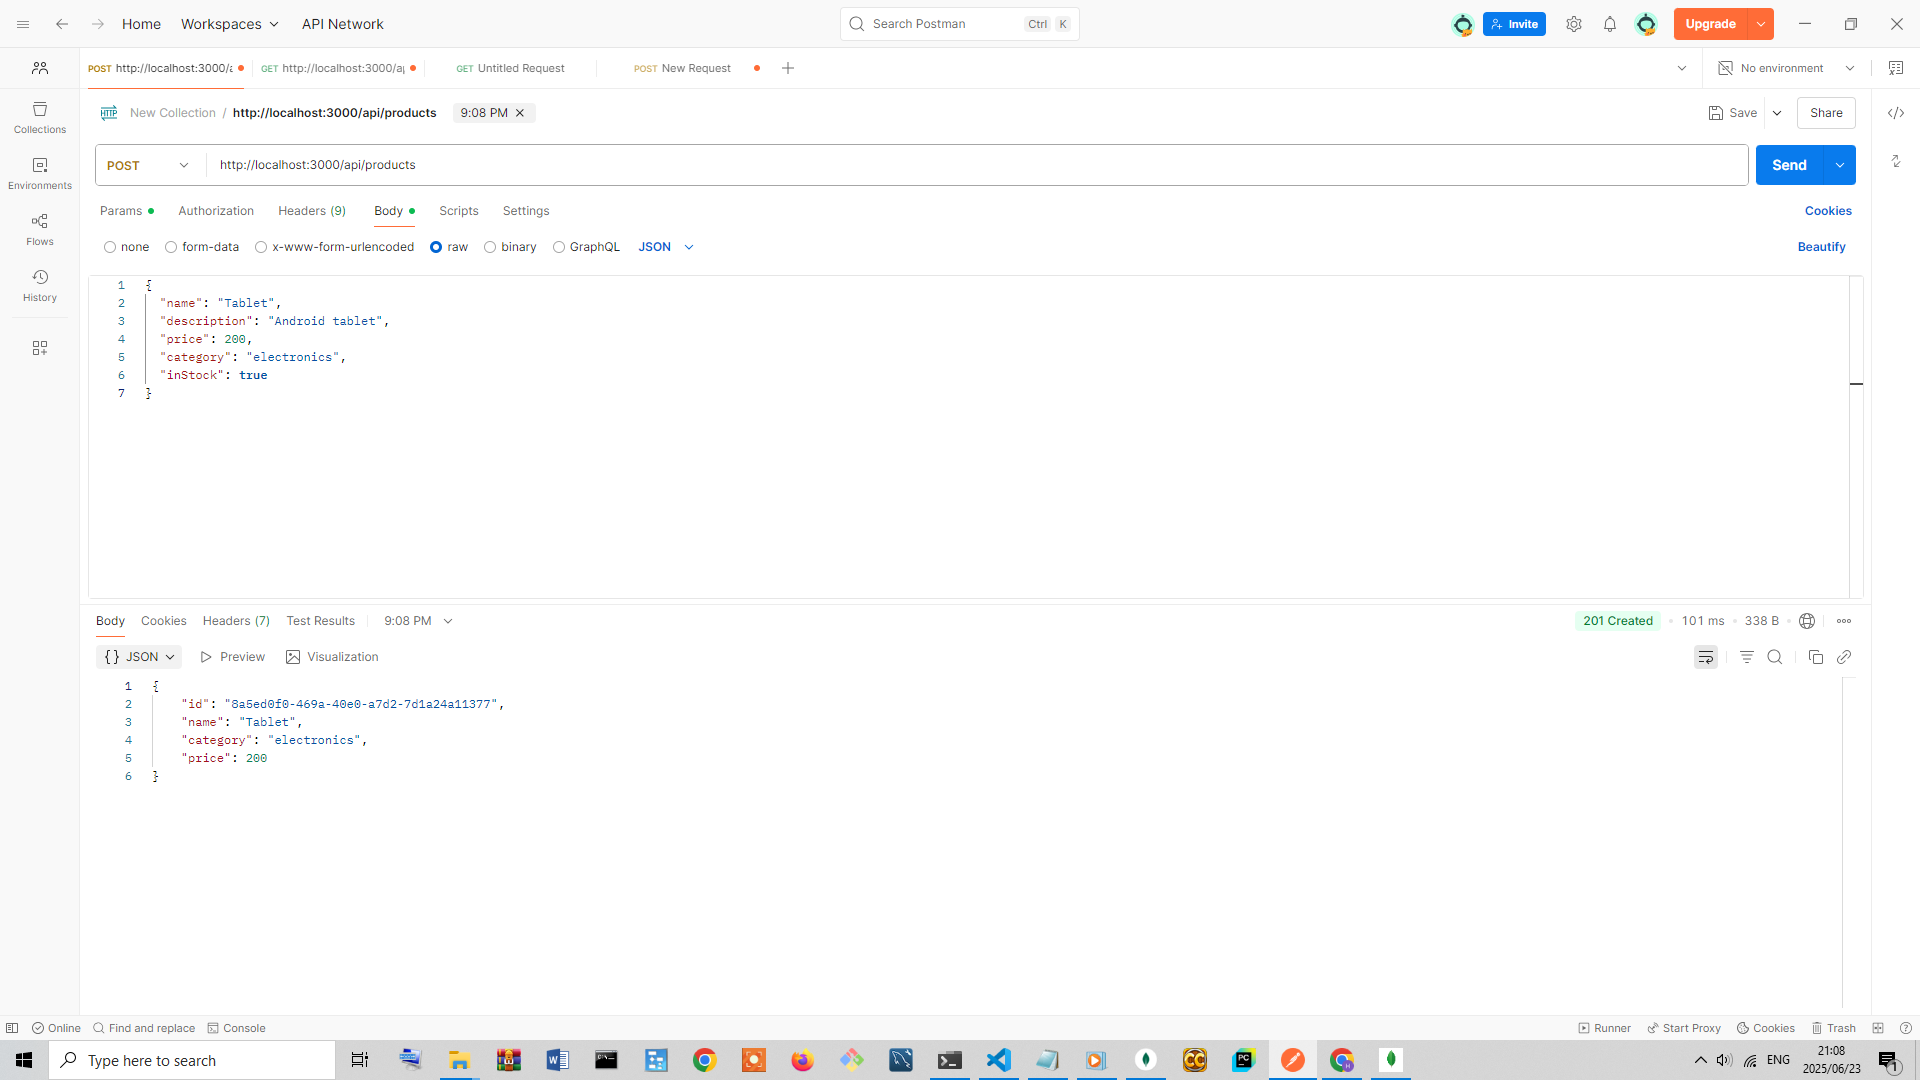 Home Workspaces API Network Search Postman Ctrl K Invite Upgrade
POST http://localhost:3000/a GET http://localhost:3000/ap GET Untitled Request POST New Request No environment
New Collection / http://localhost:3000/api/products 9:08 PM Save Share
POST http://localhost:3000/api/products Send
Params Authorization Headers (9) Body Scripts Settings Cookies
none form-data x-www-form-urlencoded raw binary GraphQL JSON Beautify
Collections
Environments
Flows
History
1 {
2 "name": "Tablet",
3 "description": "Android tablet",
4 "price": 200,
5 "category": "electronics",
6 "inStock": true
7 }
Body Cookies Headers (7) Test Results 9:08 PM 201 Created 101 ms 338 B
{} JSON Preview Visualization
1 {
2 "id": "8a5ed0f0-469a-40e0-a7d2-7d1a24a11377",
3 "name": "Tablet",
4 "category": "electronics",
5 "price": 200
6 }
Online Find and replace Console Runner Start Proxy Cookies Trash
Type here to search ENG 21:08
2025/06/23 1